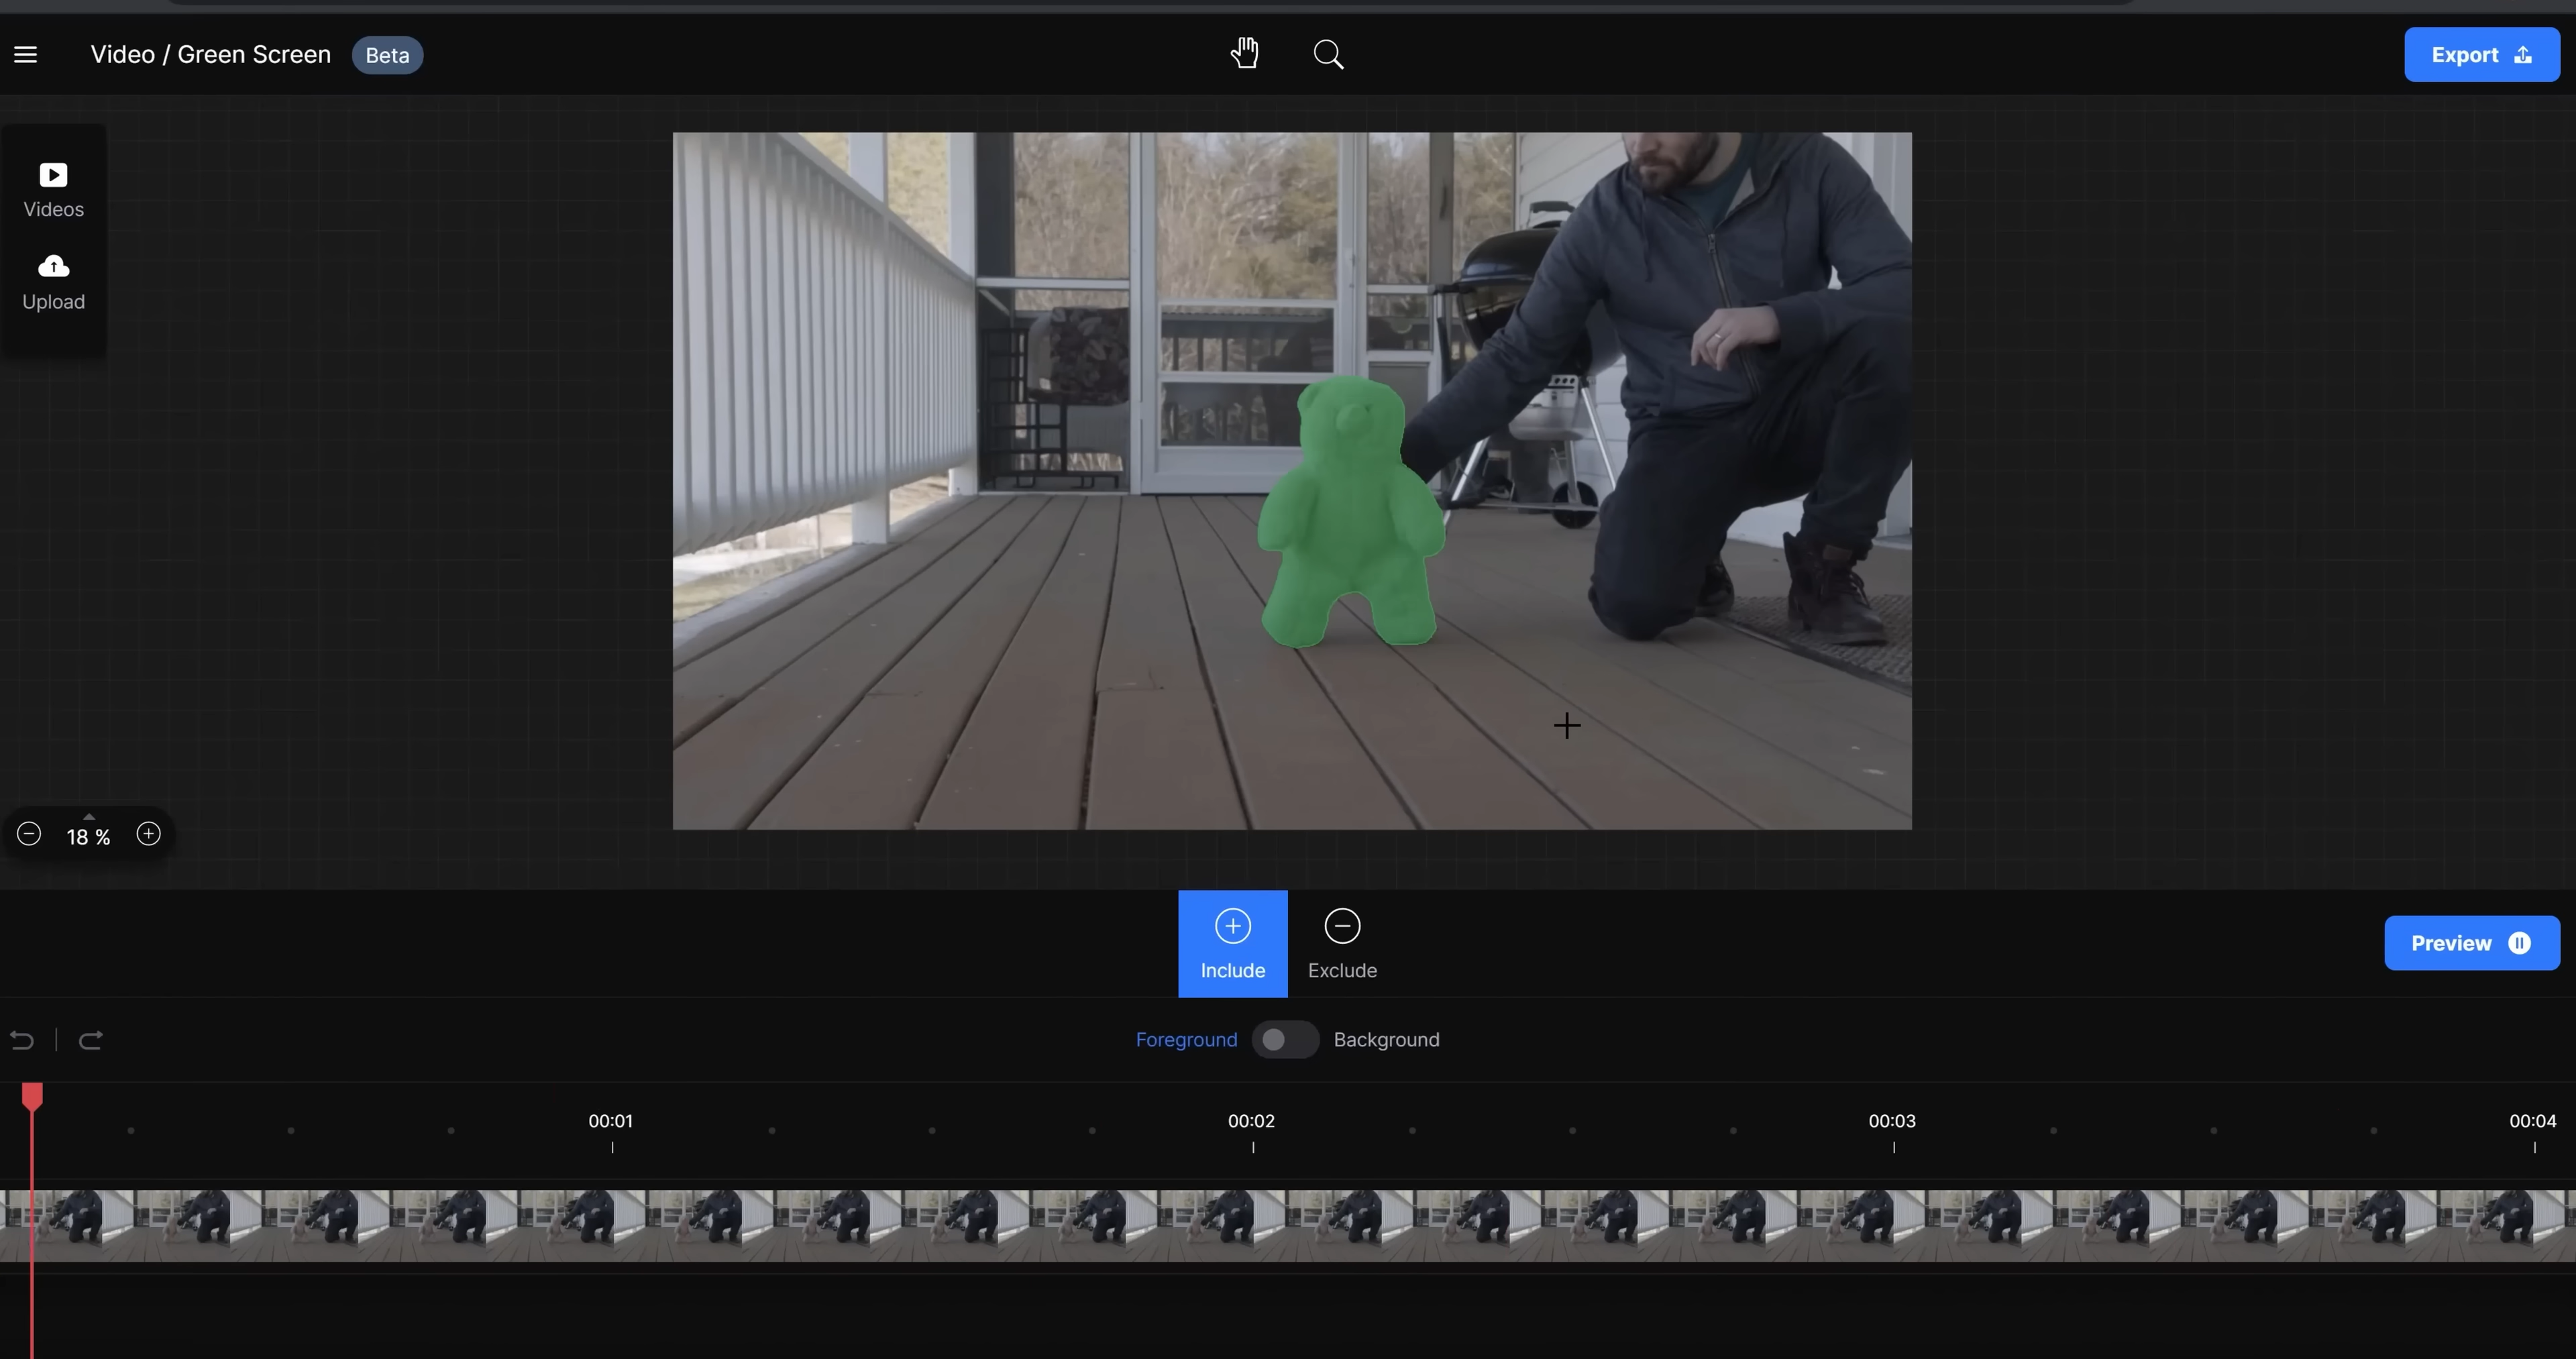 Video / Green Screen Beta
Export
Videos
Upload
18 %
Include
Exclude
Preview
Foreground
Background
00:01
00:02
00:03
00:04